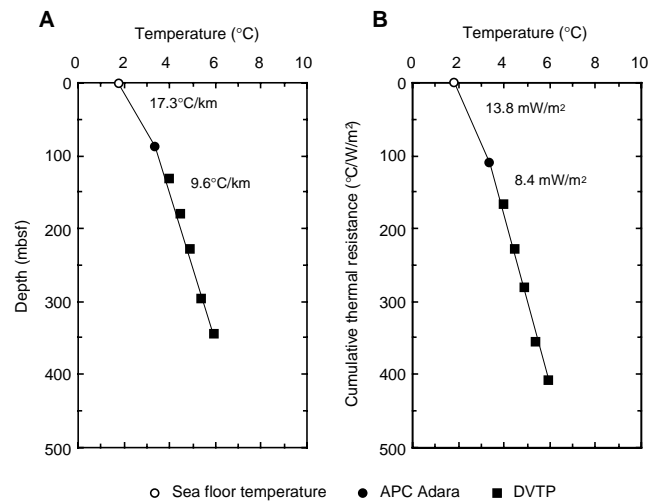 A
Temperature (°C)
0 2 4 6 8 10
0
100
200
300
400
500
Depth (mbsf)
17.3°C/km
9.6°C/km
B
Temperature (°C)
0 2 4 6 8 10
0
100
200
300
400
500
Cumulative thermal resistance (°C/W/m²)
13.8 mW/m²
8.4 mW/m²
Sea floor temperature APC Adara DVTP